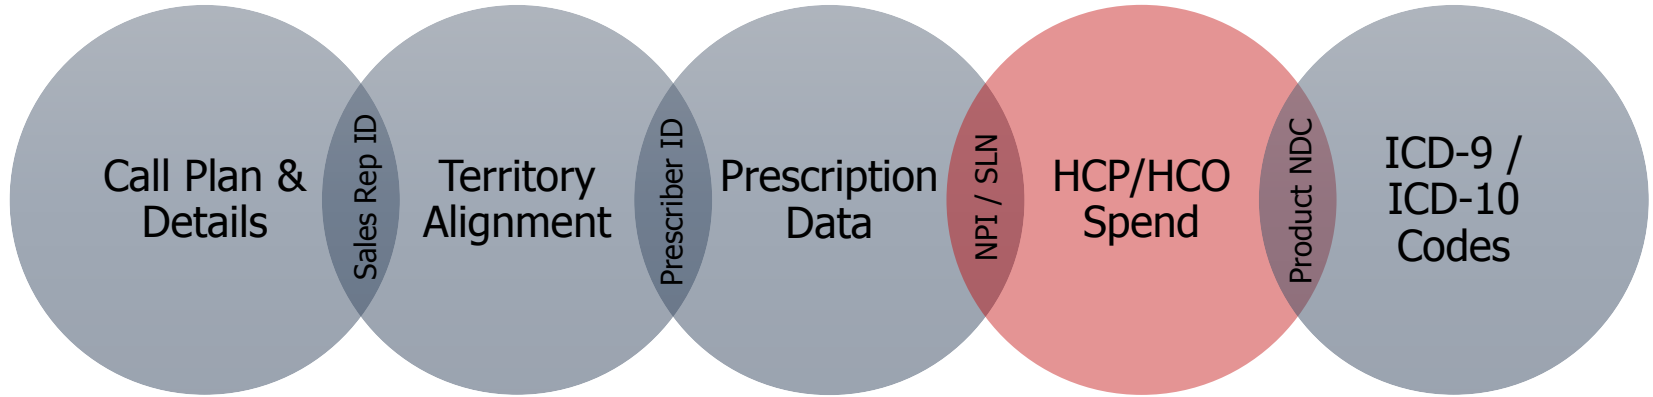 Call Plan &
Details
Sales Rep ID
Territory
Alignment
Prescriber ID
Prescription
Data
NPI / SLN
HCP/HCO
Spend
Product NDC
ICD-9 /
ICD-10
Codes